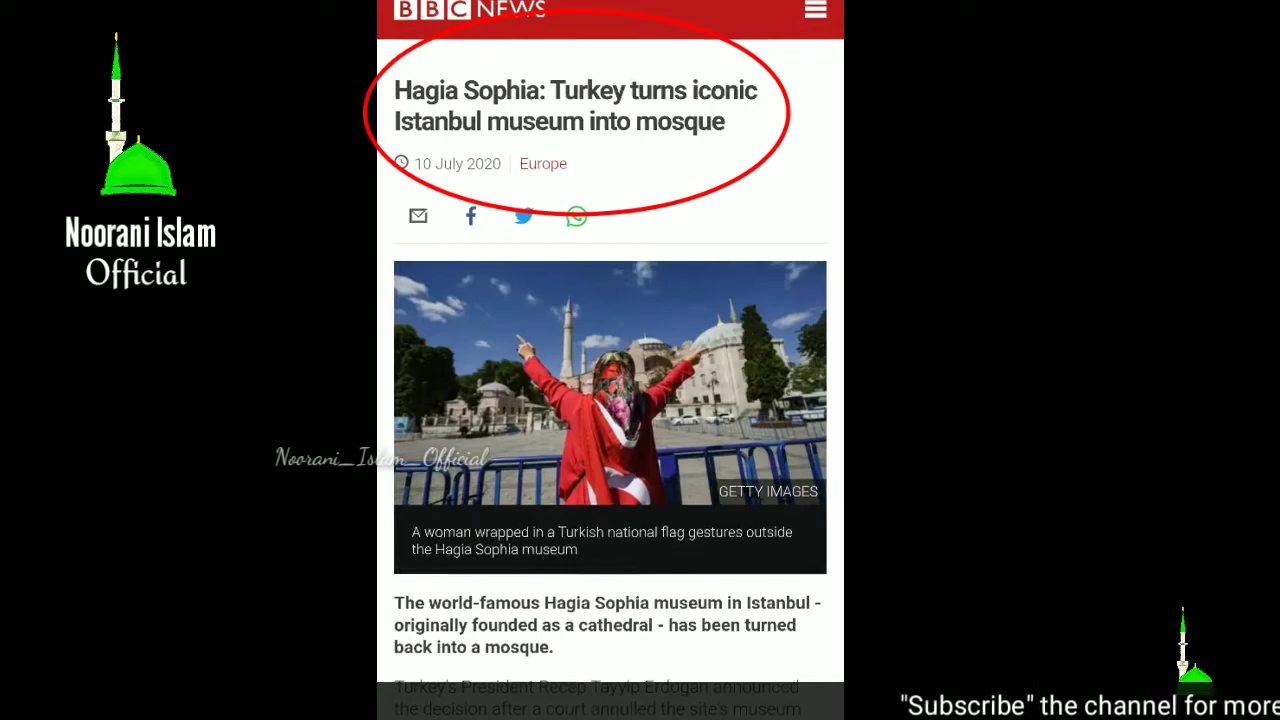 BBC NEWS
Hagia Sophia: Turkey turns iconic
Istanbul museum into mosque
10 July 2020
Europe
Noorani Islam
Official
Noorani_Islam_Official
GETTY IMAGES
A woman wrapped in a Turkish national flag gestures outside
the Hagia Sophia museum
The world-famous Hagia Sophia museum in Istanbul -
originally founded as a cathedral - has been turned
back into a mosque.
Turkey's President Recep Tayyip Erdogan announced
the decision after a court annulled the site's museum
"Subscribe" the channel for more